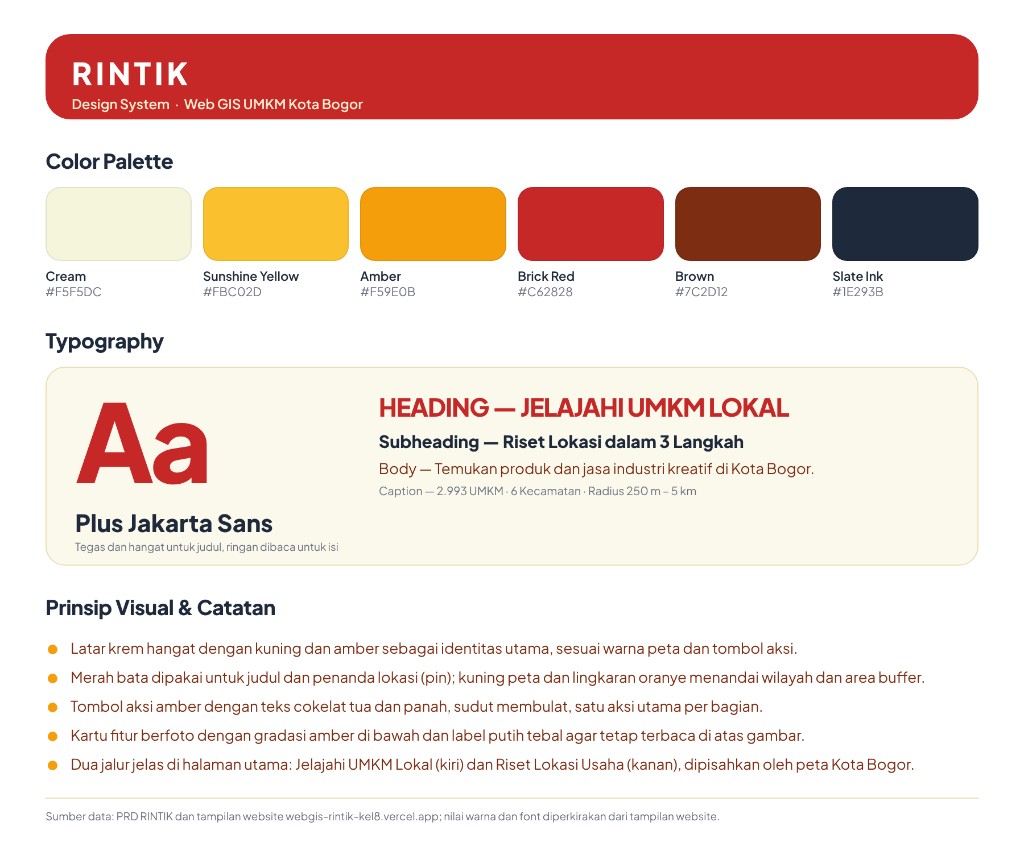 RINTIK
Design System · Web GIS UMKM Kota Bogor
Color Palette
Cream
#F5F5DC
Sunshine Yellow
#FBC02D
Amber
#F59E0B
Brick Red
#C62828
Brown
#7C2D12
Slate Ink
#1E293B
Typography
Aa
Plus Jakarta Sans
Tegas dan hangat untuk judul, ringan dibaca untuk isi
HEADING — JELAJAHI UMKM LOKAL
Subheading — Riset Lokasi dalam 3 Langkah
Body — Temukan produk dan jasa industri kreatif di Kota Bogor.
Caption — 2.993 UMKM · 6 Kecamatan · Radius 250 m – 5 km
Prinsip Visual & Catatan
Latar krem hangat dengan kuning dan amber sebagai identitas utama, sesuai warna peta dan tombol aksi.
Merah bata dipakai untuk judul dan penanda lokasi (pin); kuning peta dan lingkaran oranye menandai wilayah dan area buffer.
Tombol aksi amber dengan teks cokelat tua dan panah, sudut membulat, satu aksi utama per bagian.
Kartu fitur berfoto dengan gradasi amber di bawah dan label putih tebal agar tetap terbaca di atas gambar.
Dua jalur jelas di halaman utama: Jelajahi UMKM Lokal (kiri) dan Riset Lokasi Usaha (kanan), dipisahkan oleh peta Kota Bogor.
Sumber data: PRD RINTIK dan tampilan website webgis-rintik-kel8.vercel.app; nilai warna dan font diperkirakan dari tampilan website.